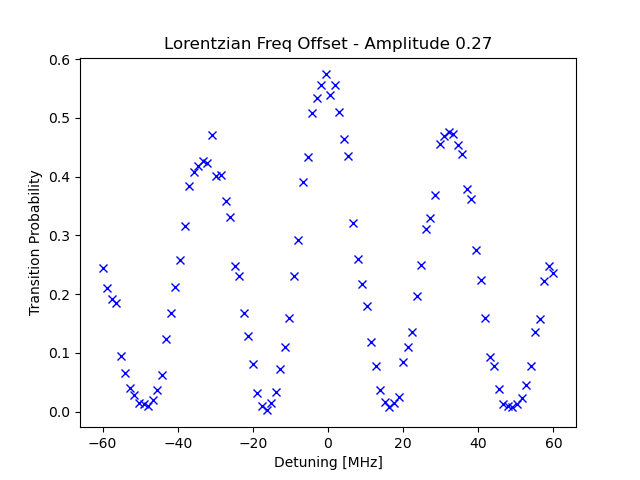 Lorentzian Freq Offset - Amplitude 0.27
0.6
0.5
0.4
0.3
0.2
0.1
0.0
Transition Probability
−60 −40 −20 0 20 40 60
Detuning [MHz]